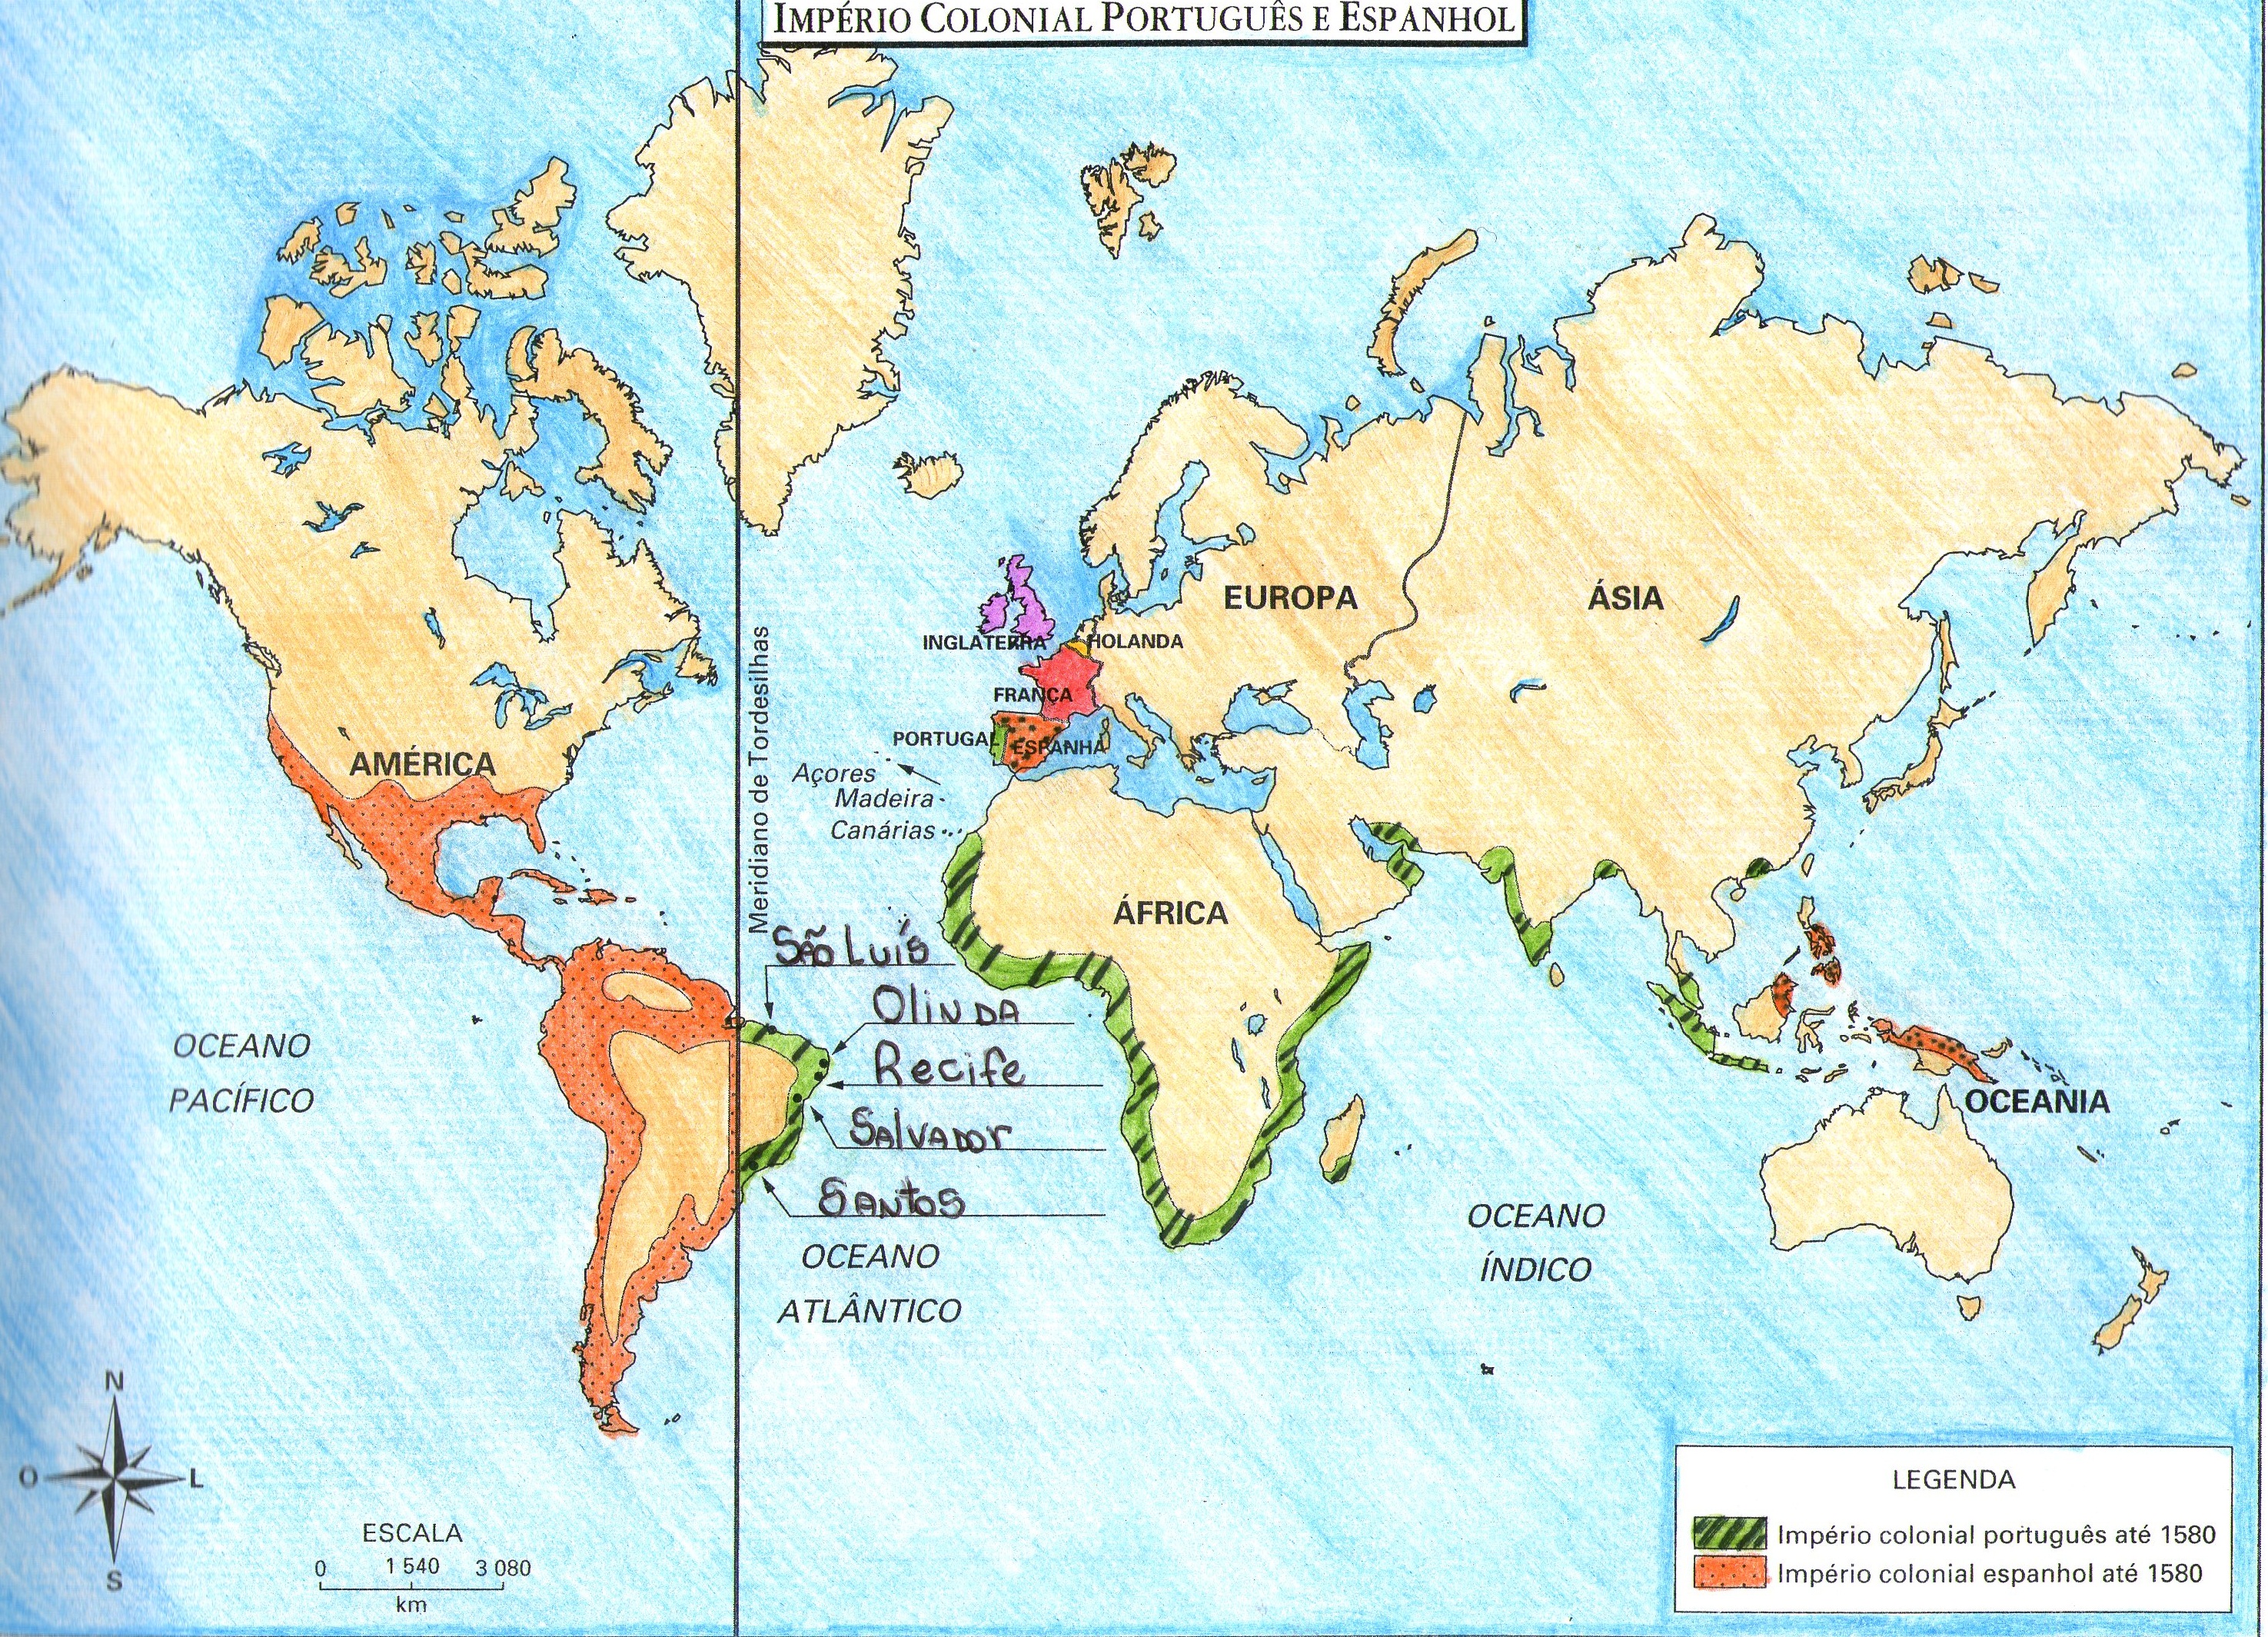 IMPÉRIO COLONIAL PORTUGUÊS E ESPANHOL
EUROPA
ÁSIA
INGLATERRA
HOLANDA
FRANÇA
PORTUGAL
ESPANHA
AMÉRICA
Açores
Madeira
Canárias
Meridiano de Tordesilhas
ÁFRICA
São Luís
Olinda
Recife
Salvador
Santos
OCEANO
PACÍFICO
OCEANIA
OCEANO
ATLÂNTICO
OCEANO
ÍNDICO
N
O
L
S
ESCALA
0 1 540 3 080
km
LEGENDA
Império colonial português até 1580
Império colonial espanhol até 1580